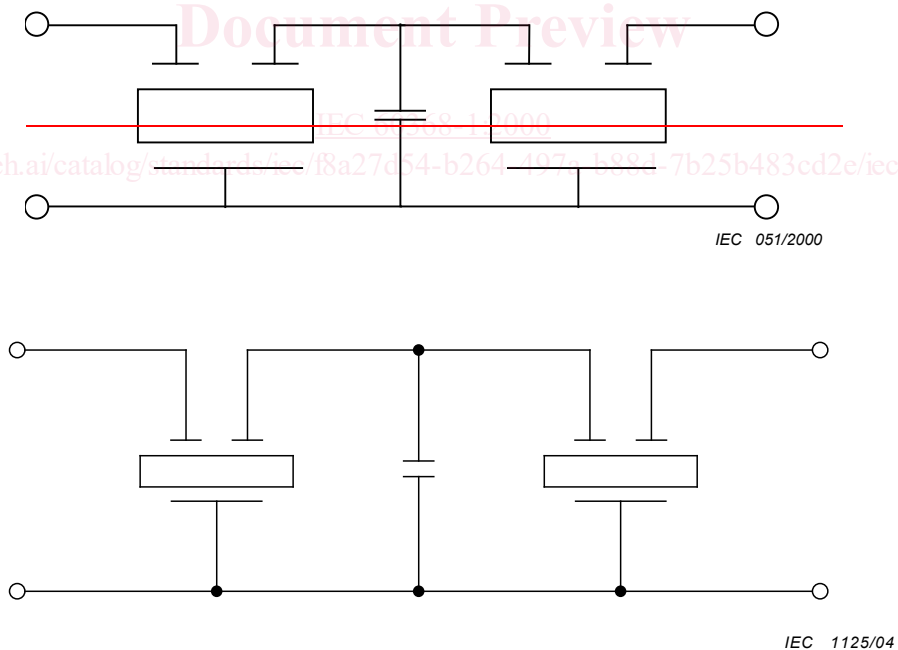 Document Preview
IEC 60368-1:2000
eh.ai/catalog/standards/iec/f8a27d54-b264-497a-b88d-7b25b483cd2e/iec
IEC 051/2000
IEC 1125/04